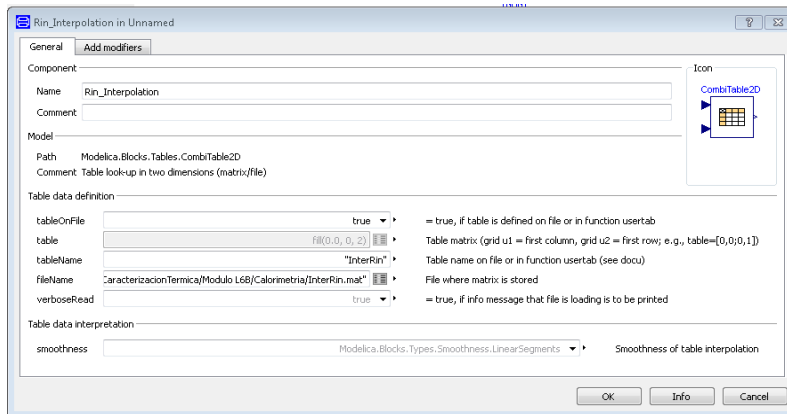 Rin_Interpolation in Unnamed
General Add modifiers
Component
Icon
Name Rin_Interpolation
CombiTable2D
Comment
Model
Path Modelica.Blocks.Tables.CombiTable2D
Comment Table look-up in two dimensions (matrix/file)
Table data definition
tableOnFile true = true, if table is defined on file or in function usertab
table fill(0.0, 0, 2) Table matrix (grid u1 = first column, grid u2 = first row; e.g., table=[0,0;0,1])
tableName "InterRin" Table name on file or in function usertab (see docu)
fileName CaracterizacionTermica/Modulo L6B/Calorimetria/InterRin.mat" File where matrix is stored
verboseRead true = true, if info message that file is loading is to be printed
Table data interpretation
smoothness Modelica.Blocks.Types.Smoothness.LinearSegments Smoothness of table interpolation
OK Info Cancel